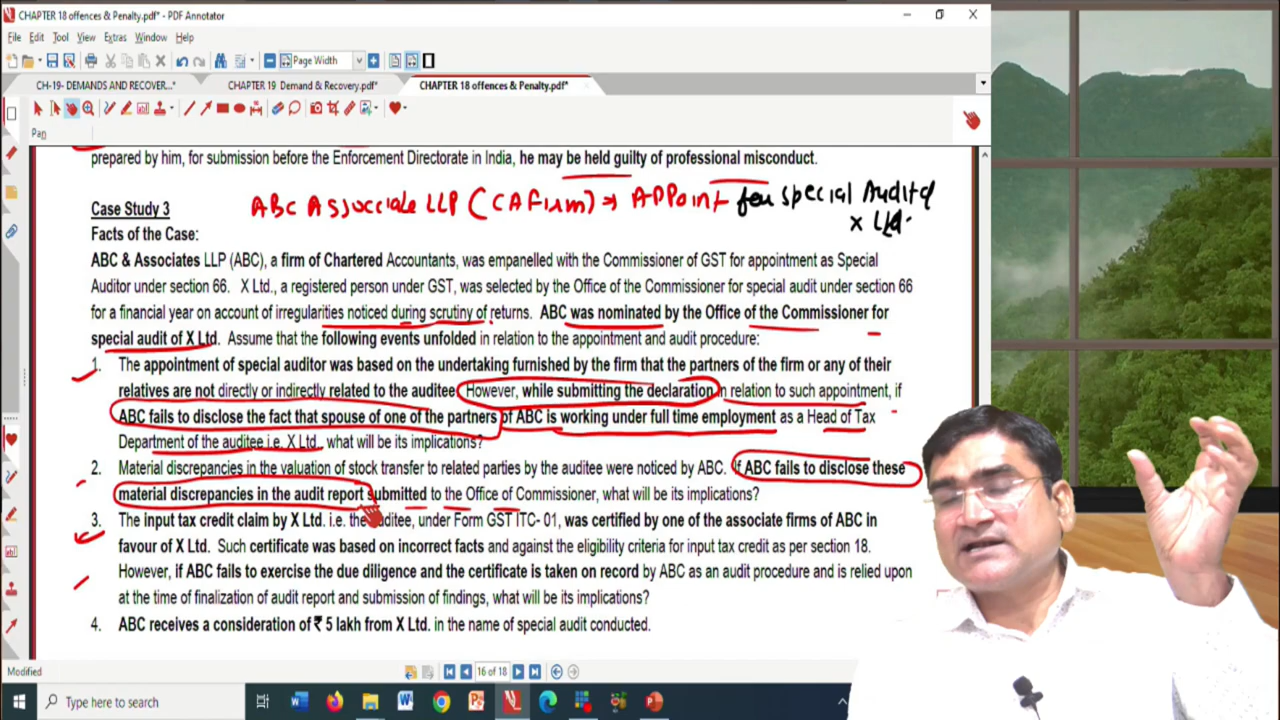 CHAPTER 18 offences & Penalty.pdf* - PDF Annotator
File Edit Tool View Extras Window Help
Page Width
CH-19- DEMANDS AND RECOVER...* CHAPTER 19 Demand & Recovery.pdf* CHAPTER 18 offences & Penalty.pdf*
Pan
prepared by him, for submission before the Enforcement Directorate in India, he may be held guilty of professional misconduct.
ABC Associate LLP (CA Firm) → APPoint for special Audit of
X Ltd.
Case Study 3
Facts of the Case:
ABC & Associates LLP (ABC), a firm of Chartered Accountants, was empanelled with the Commissioner of GST for appointment as Special
Auditor under section 66. X Ltd., a registered person under GST, was selected by the Office of the Commissioner for special audit under section 66
for a financial year on account of irregularities noticed during scrutiny of returns. ABC was nominated by the Office of the Commissioner for
special audit of X Ltd. Assume that the following events unfolded in relation to the appointment and audit procedure:
1. The appointment of special auditor was based on the undertaking furnished by the firm that the partners of the firm or any of their
relatives are not directly or indirectly related to the auditee. However, while submitting the declaration in relation to such appointment, if
ABC fails to disclose the fact that spouse of one of the partners of ABC is working under full time employment as a Head of Tax
Department of the auditee i.e. X Ltd., what will be its implications?
2. Material discrepancies in the valuation of stock transfer to related parties by the auditee were noticed by ABC. If ABC fails to disclose these
material discrepancies in the audit report submitted to the Office of Commissioner, what will be its implications?
3. The input tax credit claim by X Ltd. i.e. the auditee, under Form GST ITC- 01, was certified by one of the associate firms of ABC in
favour of X Ltd. Such certificate was based on incorrect facts and against the eligibility criteria for input tax credit as per section 18.
However, if ABC fails to exercise the due diligence and the certificate is taken on record by ABC as an audit procedure and is relied upon
at the time of finalization of audit report and submission of findings, what will be its implications?
4. ABC receives a consideration of ₹ 5 lakh from X Ltd. in the name of special audit conducted.
Modified
16 of 18
Type here to search